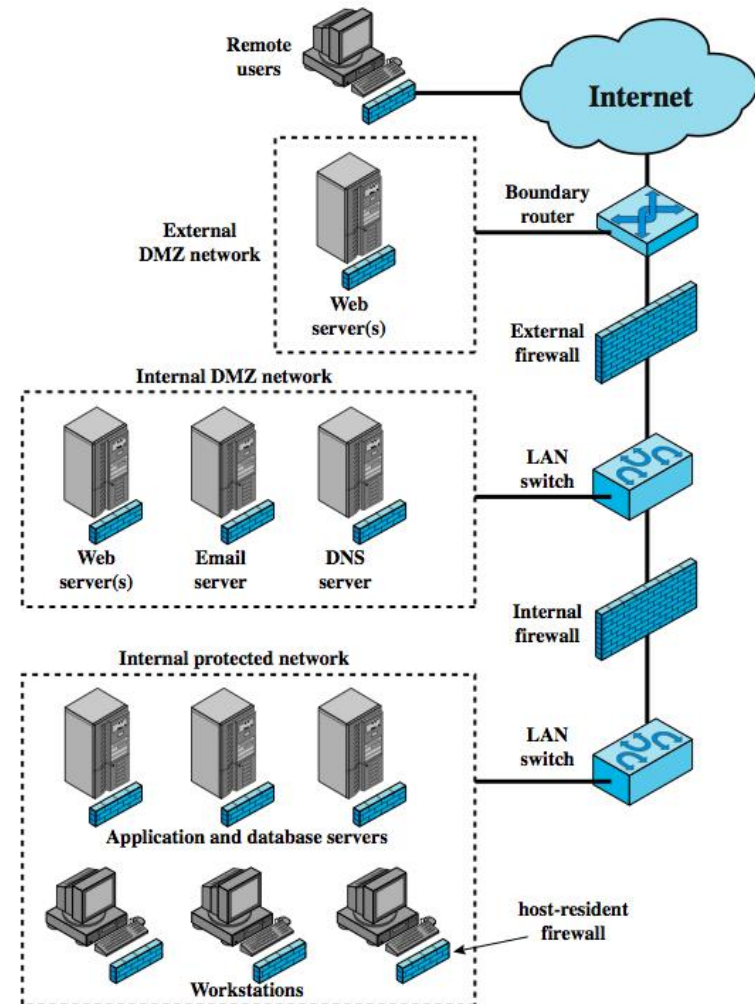 Remote
users
Internet
Boundary
router
External
DMZ network
Web
server(s)
External
firewall
Internal DMZ network
LAN
switch
Web
server(s)
Email
server
DNS
server
Internal
firewall
Internal protected network
LAN
switch
Application and database servers
host-resident
firewall
Workstations